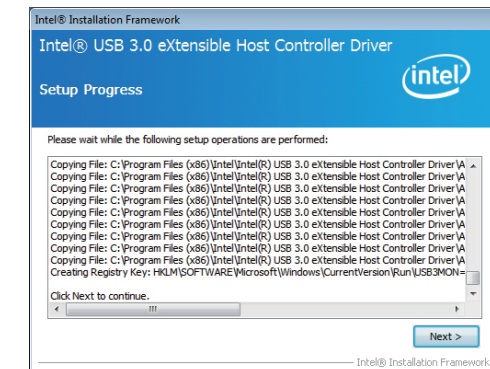 Intel® Installation Framework
Intel® USB 3.0 eXtensible Host Controller Driver
(intel)
Setup Progress
Please wait while the following setup operations are performed:
Copying File: C:\Program Files (x86)\Intel\Intel(R) USB 3.0 eXtensible Host Controller Driver\A
Copying File: C:\Program Files (x86)\Intel\Intel(R) USB 3.0 eXtensible Host Controller Driver\A
Copying File: C:\Program Files (x86)\Intel\Intel(R) USB 3.0 eXtensible Host Controller Driver\A
Copying File: C:\Program Files (x86)\Intel\Intel(R) USB 3.0 eXtensible Host Controller Driver\A
Copying File: C:\Program Files (x86)\Intel\Intel(R) USB 3.0 eXtensible Host Controller Driver\A
Copying File: C:\Program Files (x86)\Intel\Intel(R) USB 3.0 eXtensible Host Controller Driver\A
Copying File: C:\Program Files (x86)\Intel\Intel(R) USB 3.0 eXtensible Host Controller Driver\A
Copying File: C:\Program Files (x86)\Intel\Intel(R) USB 3.0 eXtensible Host Controller Driver\A
Copying File: C:\Program Files (x86)\Intel\Intel(R) USB 3.0 eXtensible Host Controller Driver\A
Creating Registry Key: HKLM\SOFTWARE\Microsoft\Windows\CurrentVersion\Run\USB3MON=
Click Next to continue.
Next >
Intel® Installation Framework